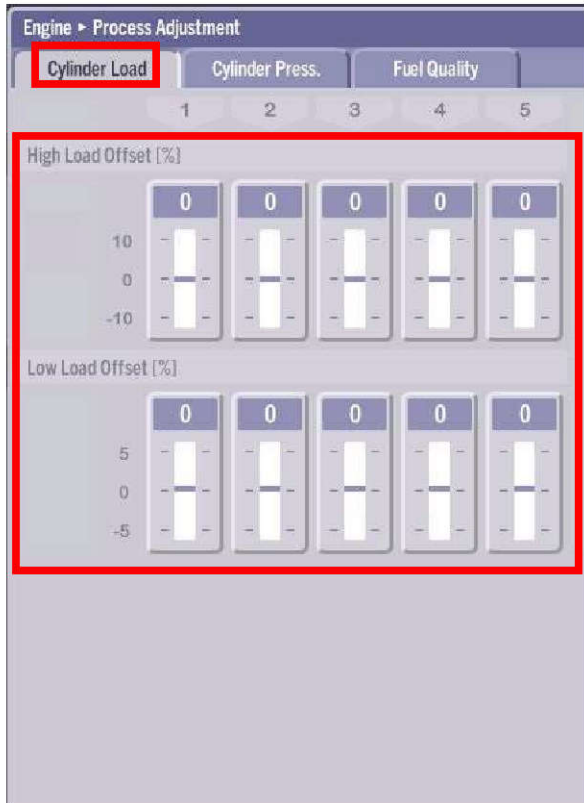 Engine ► Process Adjustment
Cylinder Load Cylinder Press. Fuel Quality
1 2 3 4 5
High Load Offset [%]
0 0 0 0 0
10
0
-10
Low Load Offset [%]
0 0 0 0 0
5
0
-5